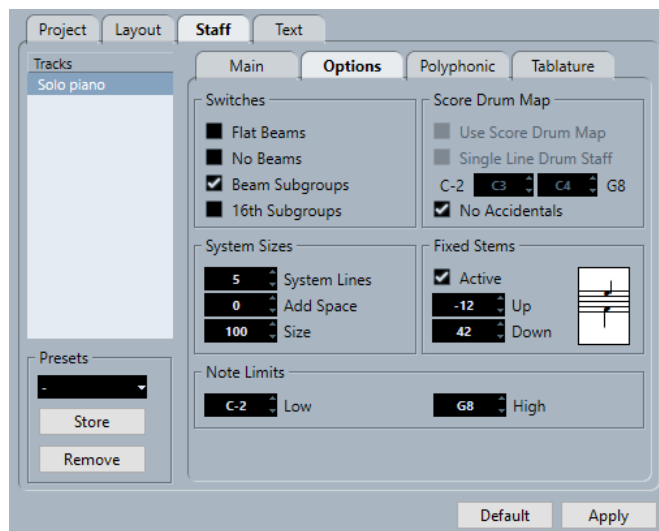 Project Layout Staff Text
Tracks
Solo piano
Main Options Polyphonic Tablature
Switches
Flat Beams
No Beams
Beam Subgroups
16th Subgroups
Score Drum Map
Use Score Drum Map
Single Line Drum Staff
C-2 C3 C4 G8
No Accidentals
System Sizes
5 System Lines
0 Add Space
100 Size
Fixed Stems
Active
-12 Up
42 Down
Presets
-
Store
Remove
Note Limits
C-2 Low G8 High
Default Apply